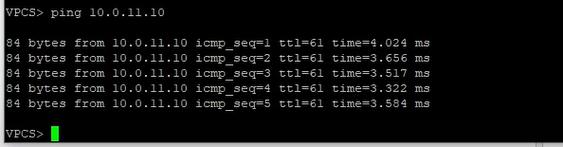 VPCS> ping 10.0.11.10
84 bytes from 10.0.11.10 icmp_seq=1 ttl=61 time=4.024 ms
84 bytes from 10.0.11.10 icmp_seq=2 ttl=61 time=3.656 ms
84 bytes from 10.0.11.10 icmp_seq=3 ttl=61 time=3.517 ms
84 bytes from 10.0.11.10 icmp_seq=4 ttl=61 time=3.322 ms
84 bytes from 10.0.11.10 icmp_seq=5 ttl=61 time=3.584 ms
VPCS>